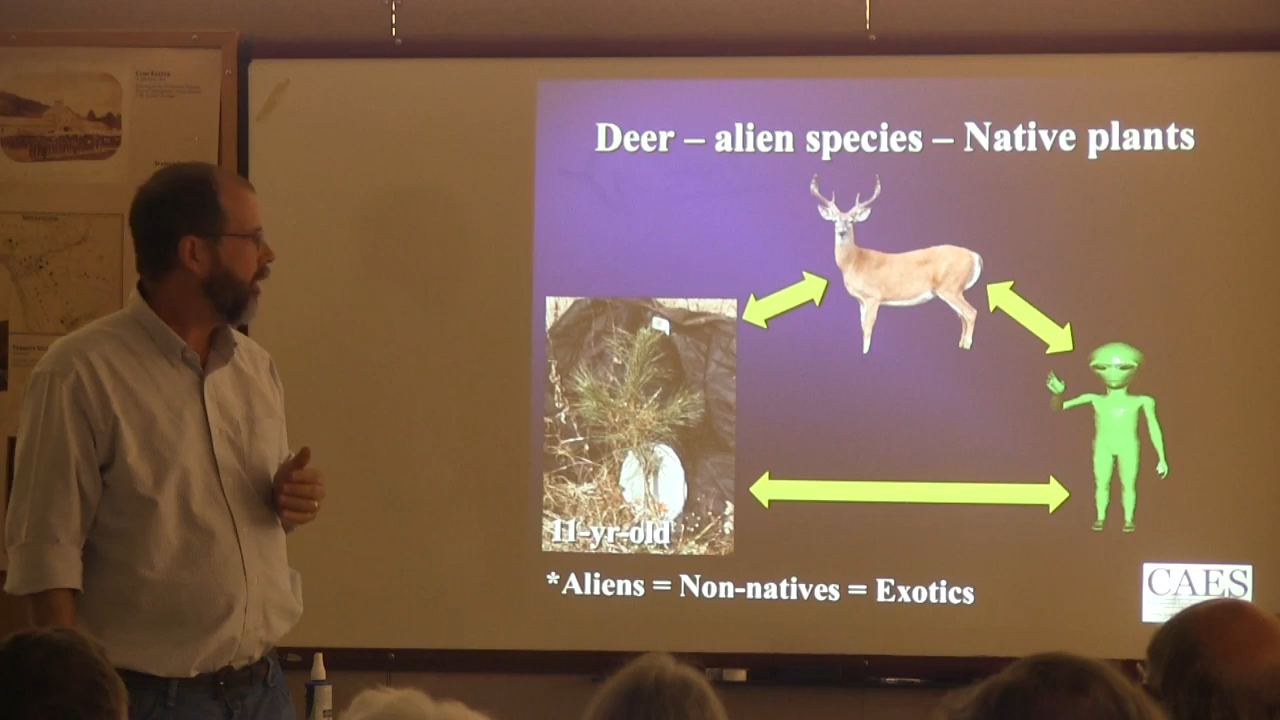 Deer – alien species – Native plants
11-yr-old
*Aliens = Non-natives = Exotics
CAES